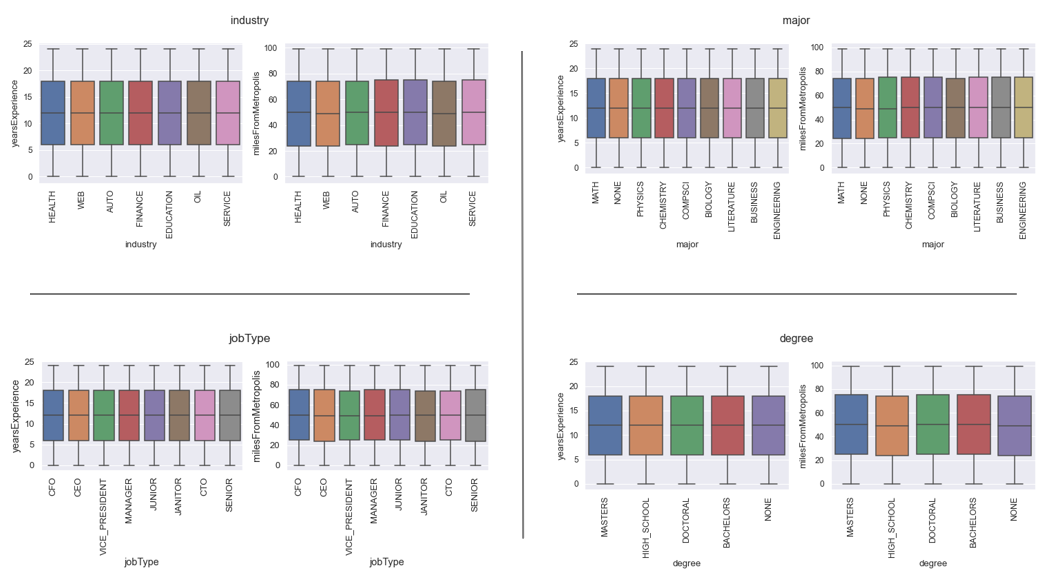 industry
yearsExperience
25
20
15
10
5
0
HEALTH
WEB
AUTO
FINANCE
EDUCATION
OIL
SERVICE
industry
milesFromMetropolis
100
80
60
40
20
0
HEALTH
WEB
AUTO
FINANCE
EDUCATION
OIL
SERVICE
industry
major
yearsExperience
25
20
15
10
5
0
MATH
NONE
PHYSICS
CHEMISTRY
COMPSCI
BIOLOGY
LITERATURE
BUSINESS
ENGINEERING
major
milesFromMetropolis
100
80
60
40
20
0
MATH
NONE
PHYSICS
CHEMISTRY
COMPSCI
BIOLOGY
LITERATURE
BUSINESS
ENGINEERING
major
jobType
yearsExperience
25
20
15
10
5
0
CFO
CEO
VICE_PRESIDENT
MANAGER
JUNIOR
JANITOR
CTO
SENIOR
jobType
milesFromMetropolis
100
80
60
40
20
0
CFO
CEO
VICE_PRESIDENT
MANAGER
JUNIOR
JANITOR
CTO
SENIOR
jobType
degree
yearsExperience
25
20
15
10
5
0
MASTERS
HIGH_SCHOOL
DOCTORAL
BACHELORS
NONE
degree
milesFromMetropolis
100
80
60
40
20
0
MASTERS
HIGH_SCHOOL
DOCTORAL
BACHELORS
NONE
degree